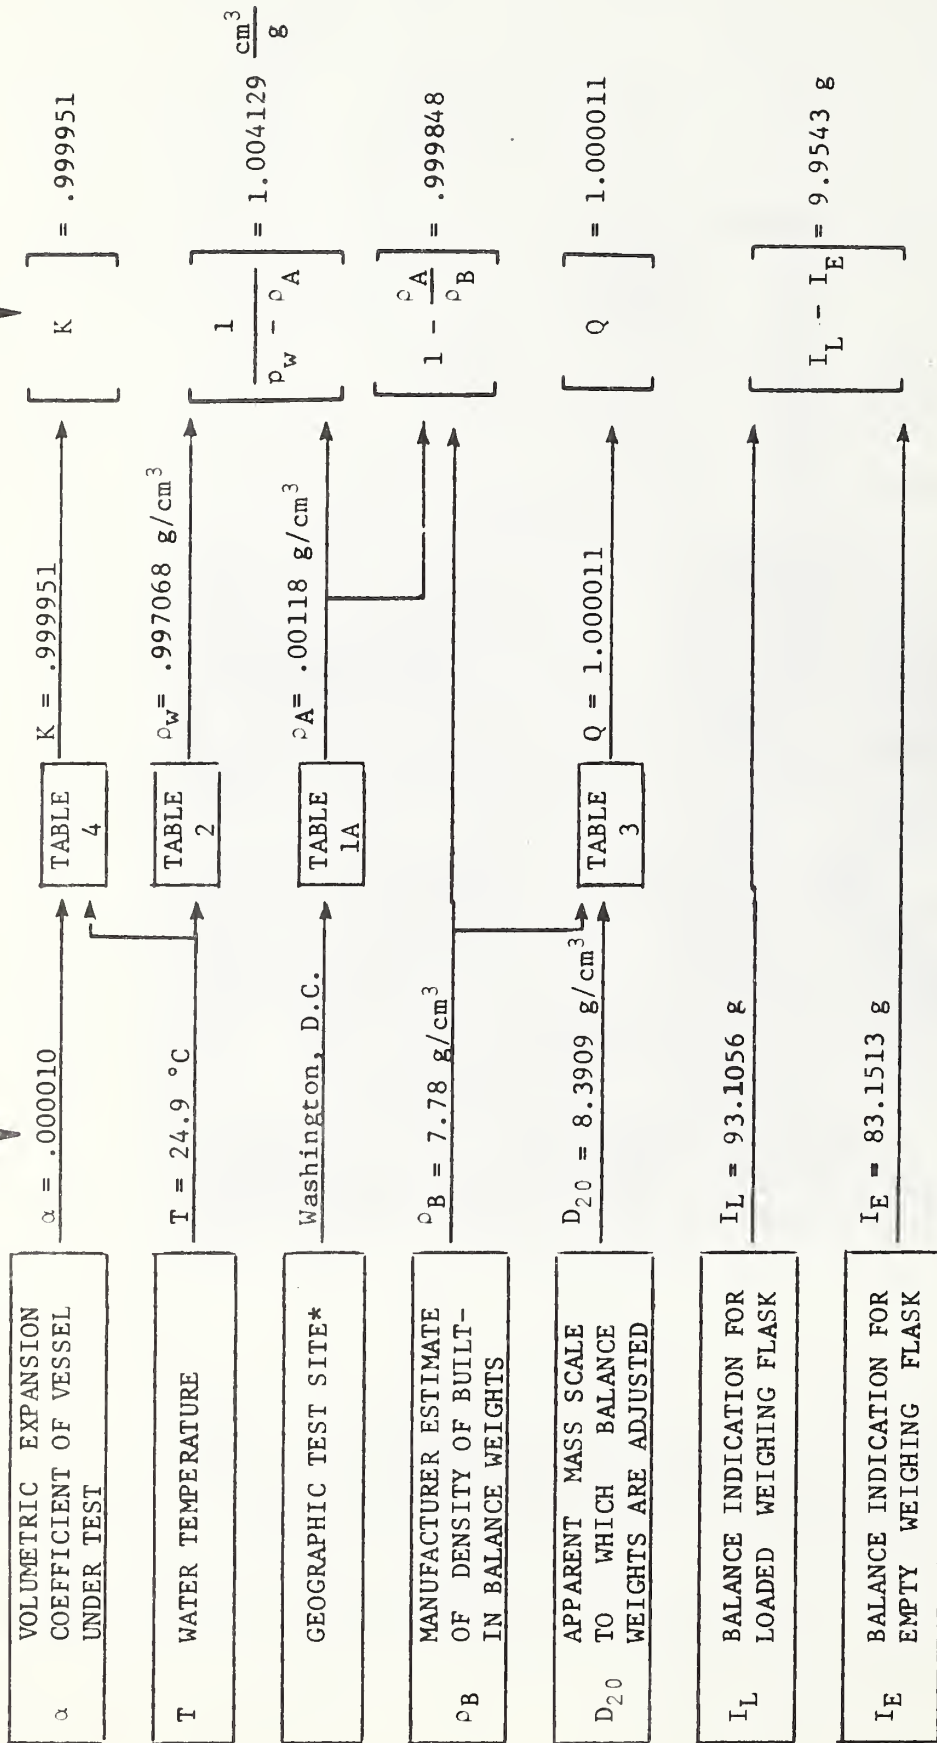 α VOLUMETRIC EXPANSION
COEFFICIENT OF VESSEL
UNDER TEST
α = .000010
TABLE
4
K = .999951
[ K ] = .999951
T WATER TEMPERATURE
T = 24.9 °C
TABLE
2
ρW= .997068 g/cm³
[ 1 / (ρW - ρA) ] = 1.004129 cm³/g
GEOGRAPHIC TEST SITE*
Washington, D.C.
TABLE
1A
ρA= .00118 g/cm³
[ 1 - ρA/ρB ] = .999848
ρB MANUFACTURER ESTIMATE
OF DENSITY OF BUILT-
IN BALANCE WEIGHTS
ρB = 7.78 g/cm³
D20 APPARENT MASS SCALE
TO WHICH BALANCE
WEIGHTS ARE ADJUSTED
D20 = 8.3909 g/cm³
TABLE
3
Q = 1.000011
[ Q ] = 1.000011
IL BALANCE INDICATION FOR
LOADED WEIGHING FLASK
IL = 93.1056 g
[ IL - IE ] = 9.9543 g
IE BALANCE INDICATION FOR
EMPTY WEIGHING FLASK
IE = 83.1513 g